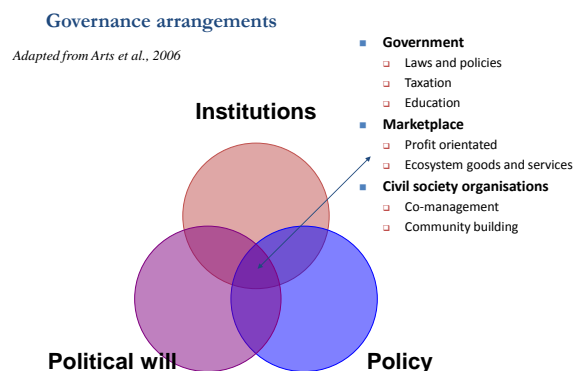 Governance arrangements
Adapted from Arts et al., 2006
Institutions
Political will
Policy
Government
Laws and policies
Taxation
Education
Marketplace
Profit orientated
Ecosystem goods and services
Civil society organisations
Co-management
Community building